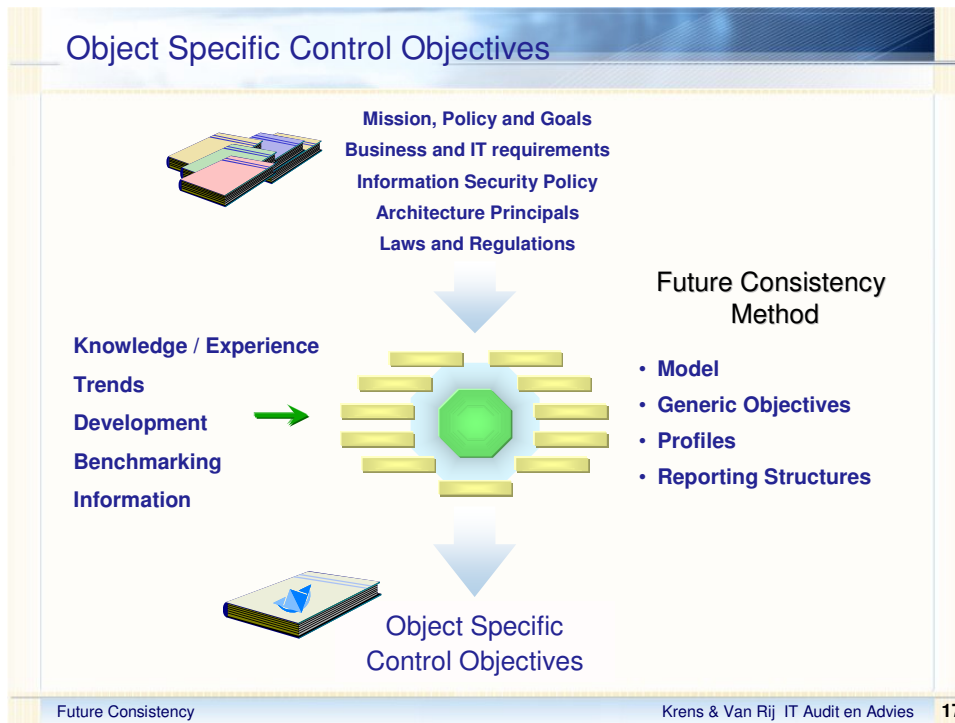 Object Specific Control Objectives
Mission, Policy and Goals
Business and IT requirements
Information Security Policy
Architecture Principals
Laws and Regulations
Future Consistency
Method
Knowledge / Experience
Trends
Development
Benchmarking
Information
• Model
• Generic Objectives
• Profiles
• Reporting Structures
Object Specific
Control Objectives
Future Consistency
Krens & Van Rij IT Audit en Advies 17